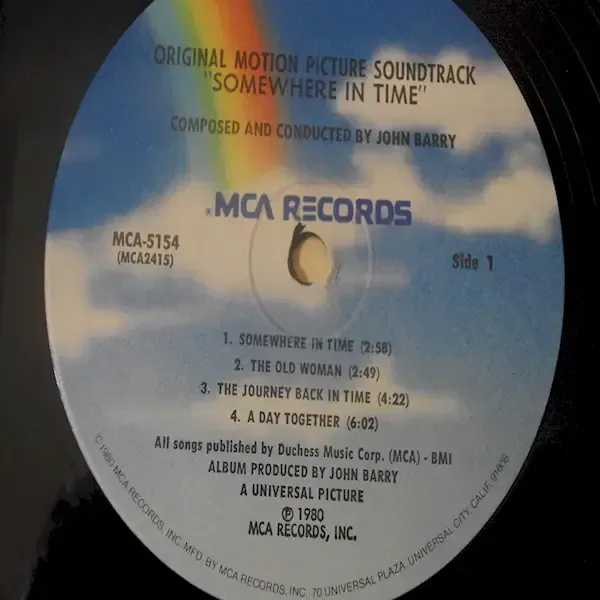 ORIGINAL MOTION PICTURE SOUNDTRACK
"SOMEWHERE IN TIME"
COMPOSED AND CONDUCTED BY JOHN BARRY
MCA RECORDS
MCA-5154
(MCA2415)
Side 1
1. SOMEWHERE IN TIME (2:58)
2. THE OLD WOMAN (2:49)
3. THE JOURNEY BACK IN TIME (4:22)
4. A DAY TOGETHER (6:02)
All songs published by Duchess Music Corp. (MCA) - BMI
ALBUM PRODUCED BY JOHN BARRY
A UNIVERSAL PICTURE
℗ 1980
MCA RECORDS, INC.
© 1980 MCA RECORDS, INC. MFD. BY MCA RECORDS, INC. 70 UNIVERSAL PLAZA, UNIVERSAL CITY, CALIF. 91608